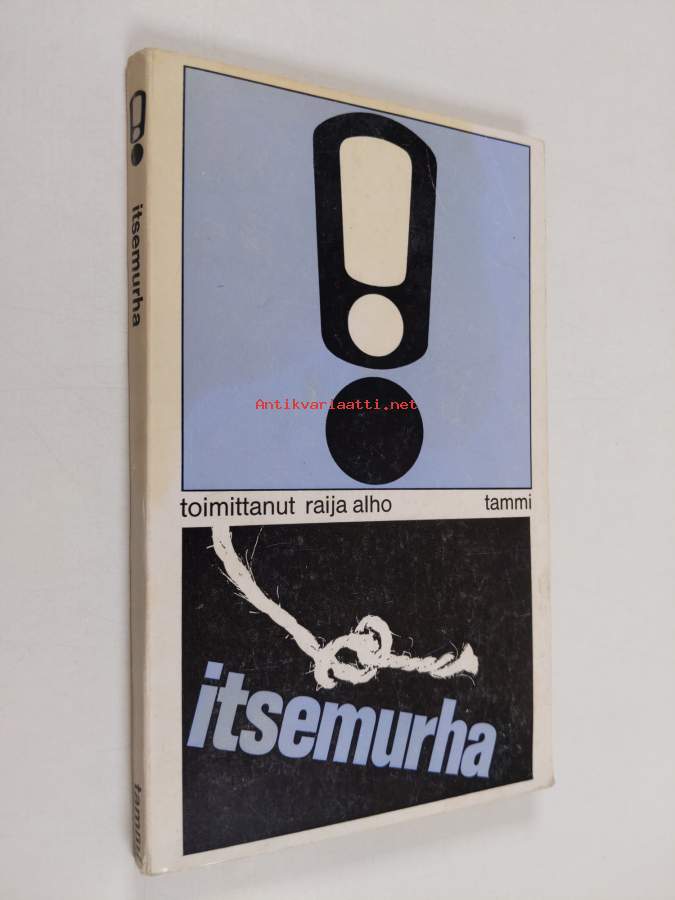 itsemurha
tammi
Antikvariaatti.net
toimittanut raija alho
tammi
itsemurha